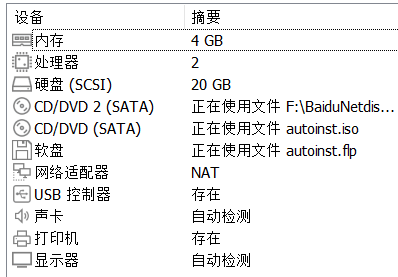 设备 摘要
内存 4 GB
处理器 2
硬盘 (SCSI) 20 GB
CD/DVD 2 (SATA) 正在使用文件 F:\BaiduNetdis...
CD/DVD (SATA) 正在使用文件 autoinst.iso
软盘 正在使用文件 autoinst.flp
网络适配器 NAT
USB 控制器 存在
声卡 自动检测
打印机 存在
显示器 自动检测